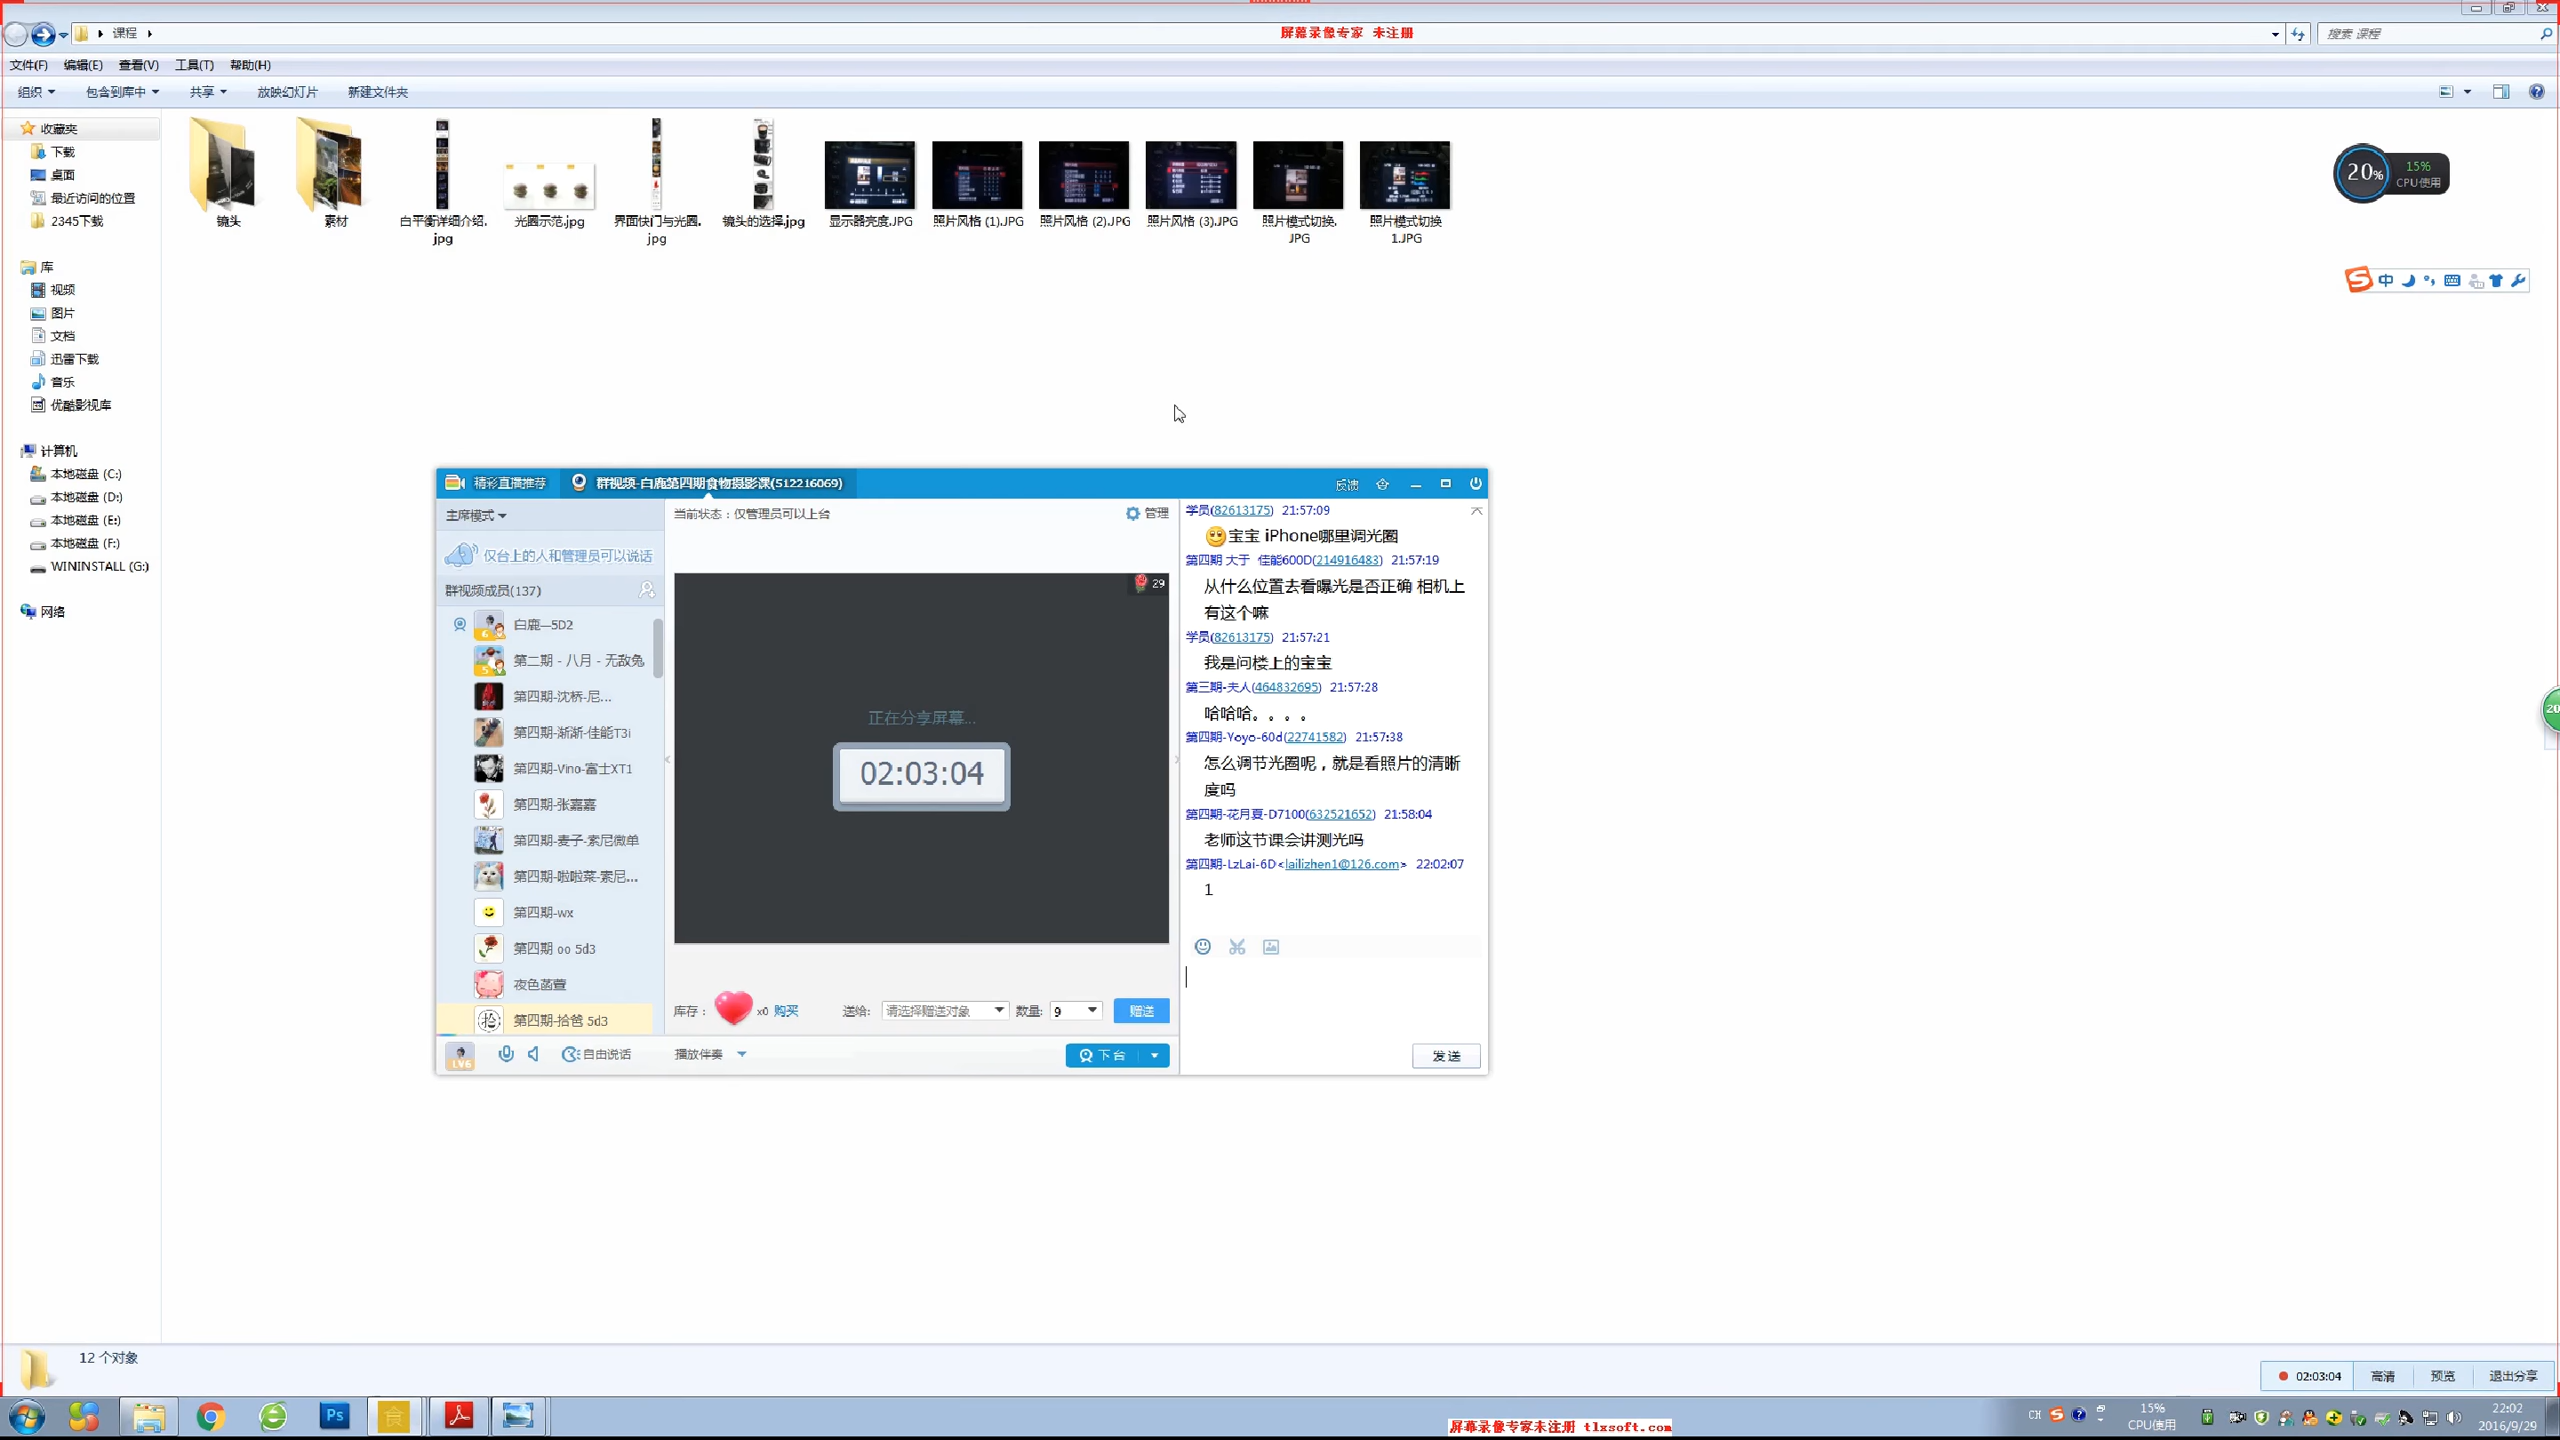 课程
屏幕录像专家 未注册
搜索 课程
文件(F) 编辑(E) 查看(V) 工具(T) 帮助(H)
组织 包含到库中 共享 放映幻灯片 新建文件夹
收藏夹
下载
桌面
最近访问的位置
2345下载
库
视频
图片
文档
迅雷下载
音乐
优酷影视库
计算机
本地磁盘 (C:)
本地磁盘 (D:)
本地磁盘 (E:)
本地磁盘 (F:)
WININSTALL (G:)
网络
镜头
素材
白平衡详细介绍.
jpg
光圈示范.jpg
界面快门与光圈.
jpg
镜头的选择.jpg
显示器亮度.JPG
照片风格 (1).JPG
照片风格 (2).JPG
照片风格 (3).JPG
照片模式切换.
JPG
照片模式切换
1.JPG
20%
15%
CPU使用
中
精彩直播推荐
群视频-白鹿第四期食物摄影课(512216069)
反馈
主席模式
仅台上的人和管理员可以说话
群视频成员(137)
白鹿—5D2
第二期 - 八月 - 无敌兔
第四期-沈桥-尼...
第四期-渐渐-佳能T3i
第四期-Vino-富士XT1
第四期-张嘉嘉
第四期-麦子-索尼微单
第四期-啦啦菜-索尼...
第四期-wx
第四期 oo 5d3
夜色菡萱
第四期-拾爸 5d3
LV6
自由说话
当前状态：仅管理员可以上台
管理
29
正在分享屏幕...
02:03:04
库存：
x0 购买
送给:
请选择赠送对象
数量:
9
赠送
播放伴奏
下台
学员(82613175) 21:57:09
宝宝 iPhone哪里调光圈
第四期 大于 佳能600D(214916483) 21:57:19
从什么位置去看曝光是否正确 相机上
有这个嘛
学员(82613175) 21:57:21
我是问楼上的宝宝
第三期-夫人(464832695) 21:57:28
哈哈哈。。。。
第四期-Yoyo-60d(22741582) 21:57:38
怎么调节光圈呢，就是看照片的清晰
度吗
第四期-花月夏-D7100(632521652) 21:58:04
老师这节课会讲测光吗
第四期-LzLai-6D<lailizhen1@126.com> 22:02:07
1
发送
20
12 个对象
02:03:04
高清
预览
退出分享
Ps
食
屏幕录像专家未注册 tlxsoft.com
CH
15%
CPU使用
22:02
2016/9/29